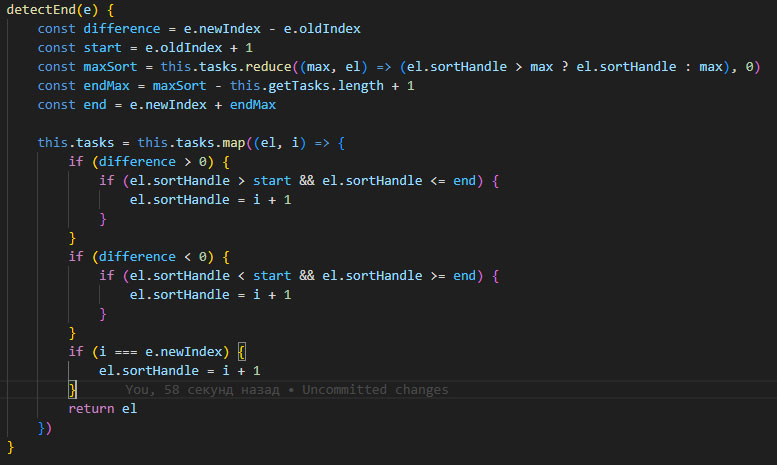 detectEnd(e) {
const difference = e.newIndex - e.oldIndex
const start = e.oldIndex + 1
const maxSort = this.tasks.reduce((max, el) => (el.sortHandle > max ? el.sortHandle : max), 0)
const endMax = maxSort - this.getTasks.length + 1
const end = e.newIndex + endMax
this.tasks = this.tasks.map((el, i) => {
if (difference > 0) {
if (el.sortHandle > start && el.sortHandle <= end) {
el.sortHandle = i + 1
}
}
if (difference < 0) {
if (el.sortHandle < start && el.sortHandle >= end) {
el.sortHandle = i + 1
}
}
if (i === e.newIndex) {
el.sortHandle = i + 1
} You, 58 секунд назад • Uncommitted changes
return el
})
}